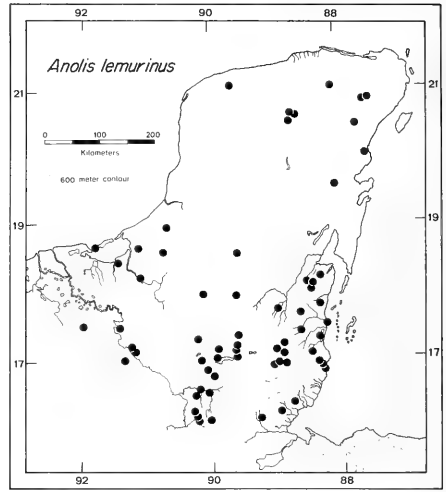 92 90 88
Anolis lemurinus
21 21
0 100 200
Kilometers
600 meter contour
19 19
17 17
92 90 88